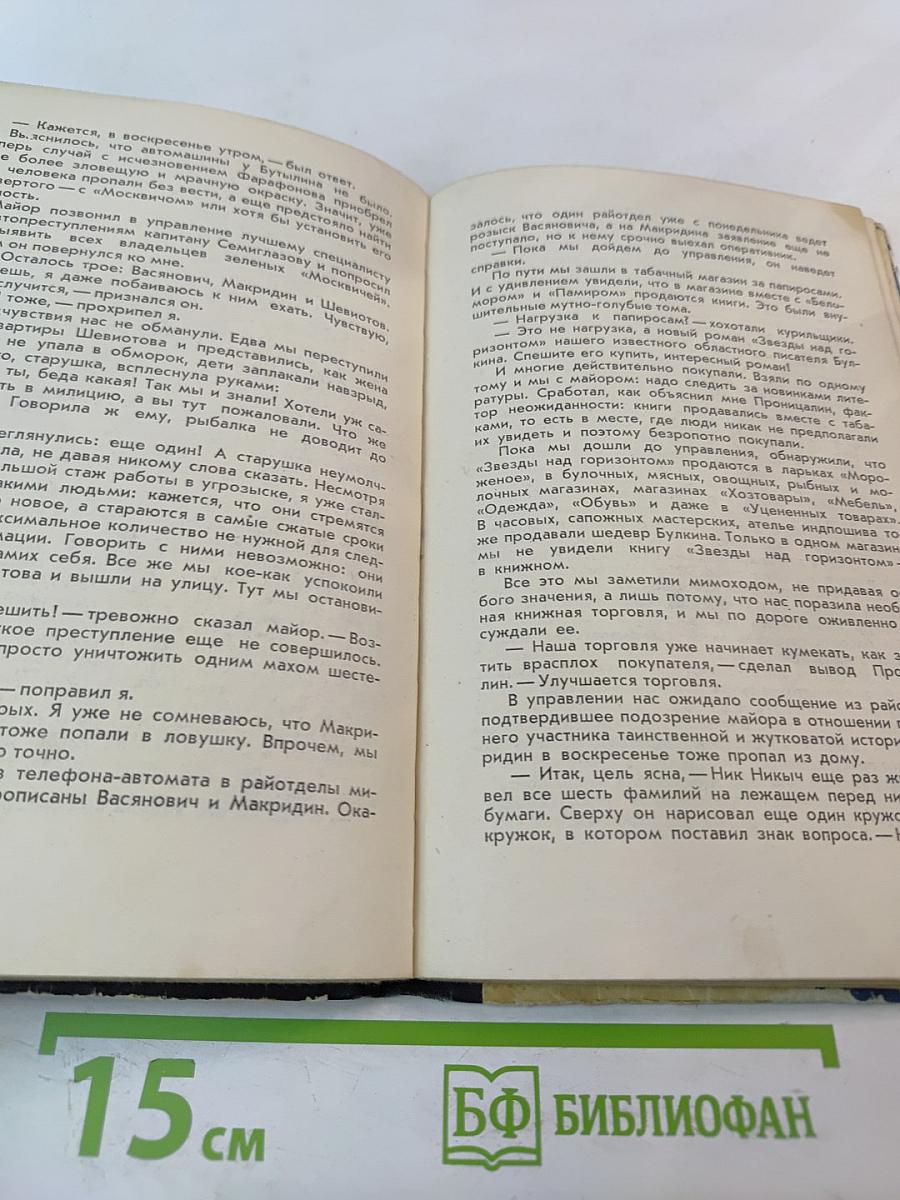 — Кажется, в воскресенье утром, — был ответ.
Выяснилось, что автомашины у Бутылина не было.
перь случай с исчезновением Фарафонова приобрел
е более зловещую и мрачную окраску. Значит, уже
человека пропали без вести, а еще предстояло найти
вертого — с «Москвичом» или хотя бы установить его
ность.
Майор позвонил в управление лучшему специалисту
втопреступлениям капитану Семиглазову и попросил
ыявить всех владельцев зеленых «Москвичей».
м он повернулся ко мне.
Осталось трое: Васянович, Макридин и Шевиотов.
ешь, я даже побаиваюсь к ним ехать. Чувствую,
случится, — признался он.
тоже, — прохрипел я.
чувствия нас не обманули. Едва мы переступили
вартиры Шевиотова и представились, как жена
не упала в обморок, дети заплакали навзрыд,
о, старушка, всплеснула руками:
ты, беда какая! Так мы и знали! Хотели уж са-
ть в милицию, а вы тут пожаловали. Что же
Говорила ж ему, рыбалка не доводит до
еглянулись: еще один! А старушка неумолч-
ла, не давая никому слова сказать. Несмотря
льшой стаж работы в угрозыске, я уже стал-
акими людьми: кажется, что они стремятся
о новое, а стараются в самые сжатые сроки
ксимальное количество не нужной для след-
мации. Говорить с ними невозможно: они
амих себя. Все же мы кое-как успокоили
отова и вышли на улицу. Тут мы останови-
ешить! — тревожно сказал майор. — Воз-
кое преступление еще не совершилось.
просто уничтожить одним махом шесте-
— поправил я.
рых. Я уже не сомневаюсь, что Макри-
тоже попали в ловушку. Впрочем, мы
о точно.
з телефона-автомата в райотделы ми-
рописаны Васянович и Макридин. Ока-
залось, что один райотдел уже с понедельника ведет
розыск Васяновича, а на Макридина заявление еще не
поступало, но к нему срочно выехал оперативник.
— Пока мы дойдем до управления, он наведет
справки.
По пути мы зашли в табачный магазин за папиросами.
И с удивлением увидели, что в магазине вместе с «Бело-
мором» и «Памиром» продаются книги. Это были вну-
шительные мутно-голубые тома.
— Нагрузка к папиросам? — хохотали курильщики.
— Это не нагрузка, а новый роман «Звезды над го-
ризонтом» нашего известного областного писателя Бул-
кина. Спешите его купить, интересный роман!
И многие действительно покупали. Взяли по одному
тому и мы с майором: надо следить за новинками лите-
ратуры. Сработал, как объяснил мне Проницалин, фак-
тор неожиданности: книги продавались вместе с таба-
ками, то есть в месте, где люди никак не предполагали
их увидеть и поэтому безропотно покупали.
Пока мы дошли до управления, обнаружили, что
«Звезды над горизонтом» продаются в ларьках «Моро-
женое», в булочных, мясных, овощных, рыбных и мо-
лочных магазинах, магазинах «Хозтовары», «Мебель»,
«Одежда», «Обувь» и даже в «Уцененных товарах».
В часовых, сапожных мастерских, ателье индпошива то-
же продавали шедевр Булкина. Только в одном магазин
мы не увидели книгу «Звезды над горизонтом» —
в книжном.
Все это мы заметили мимоходом, не придавая о
бого значения, а лишь потому, что нас поразила необ
ная книжная торговля, и мы по дороге оживленно
суждали ее.
— Наша торговля уже начинает кумекать, как з
тить врасплох покупателя, — сделал вывод Про
лин. — Улучшается торговля.
В управлении нас ожидало сообщение из райо
подтвердившее подозрение майора в отношении п
него участника таинственной и жутковатой истори
ридин в воскресенье тоже пропал из дому.
— Итак, цель ясна, — Ник Никыч еще раз ж
вел все шесть фамилий на лежащем перед ни
бумаги. Сверху он нарисовал еще один кружо
кружок, в котором поставил знак вопроса. — Н
15 см
БФ БИБЛИОФАН